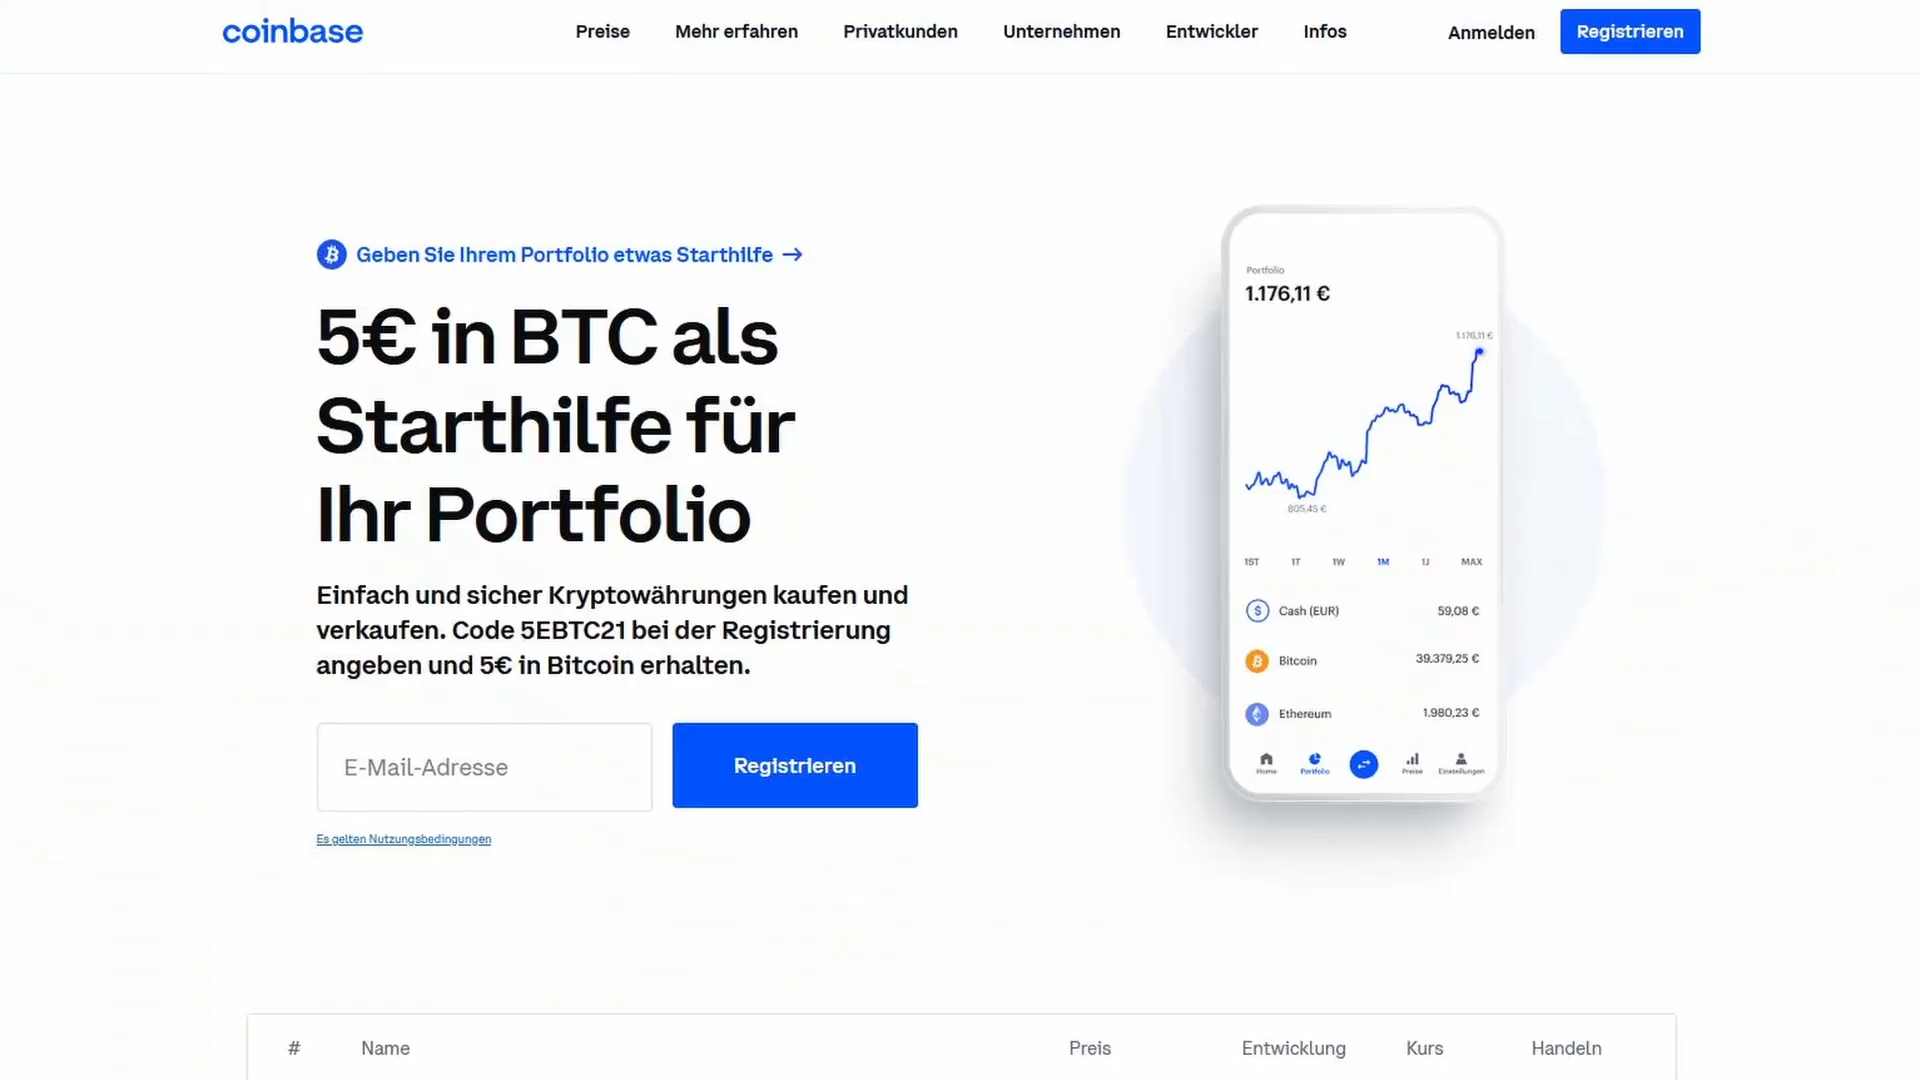 coinbase
Preise Mehr erfahren Privatkunden Unternehmen Entwickler Infos Anmelden Registrieren
Geben Sie Ihrem Portfolio etwas Starthilfe →
5€ in BTC als
Starthilfe für
Ihr Portfolio
Einfach und sicher Kryptowährungen kaufen und
verkaufen. Code 5EBTC21 bei der Registrierung
angeben und 5€ in Bitcoin erhalten.
E-Mail-Adresse
Registrieren
Es gelten Nutzungsbedingungen
Portfolio
1.176,11 €
1.176,11 €
805,45 €
1ST 1T 1W 1M 1J MAX
Cash (EUR) 59,08 €
Bitcoin 39.379,25 €
Ethereum 1.980,23 €
Home Portfolio Preise Einstellungen
# Name Preis Entwicklung Kurs Handeln